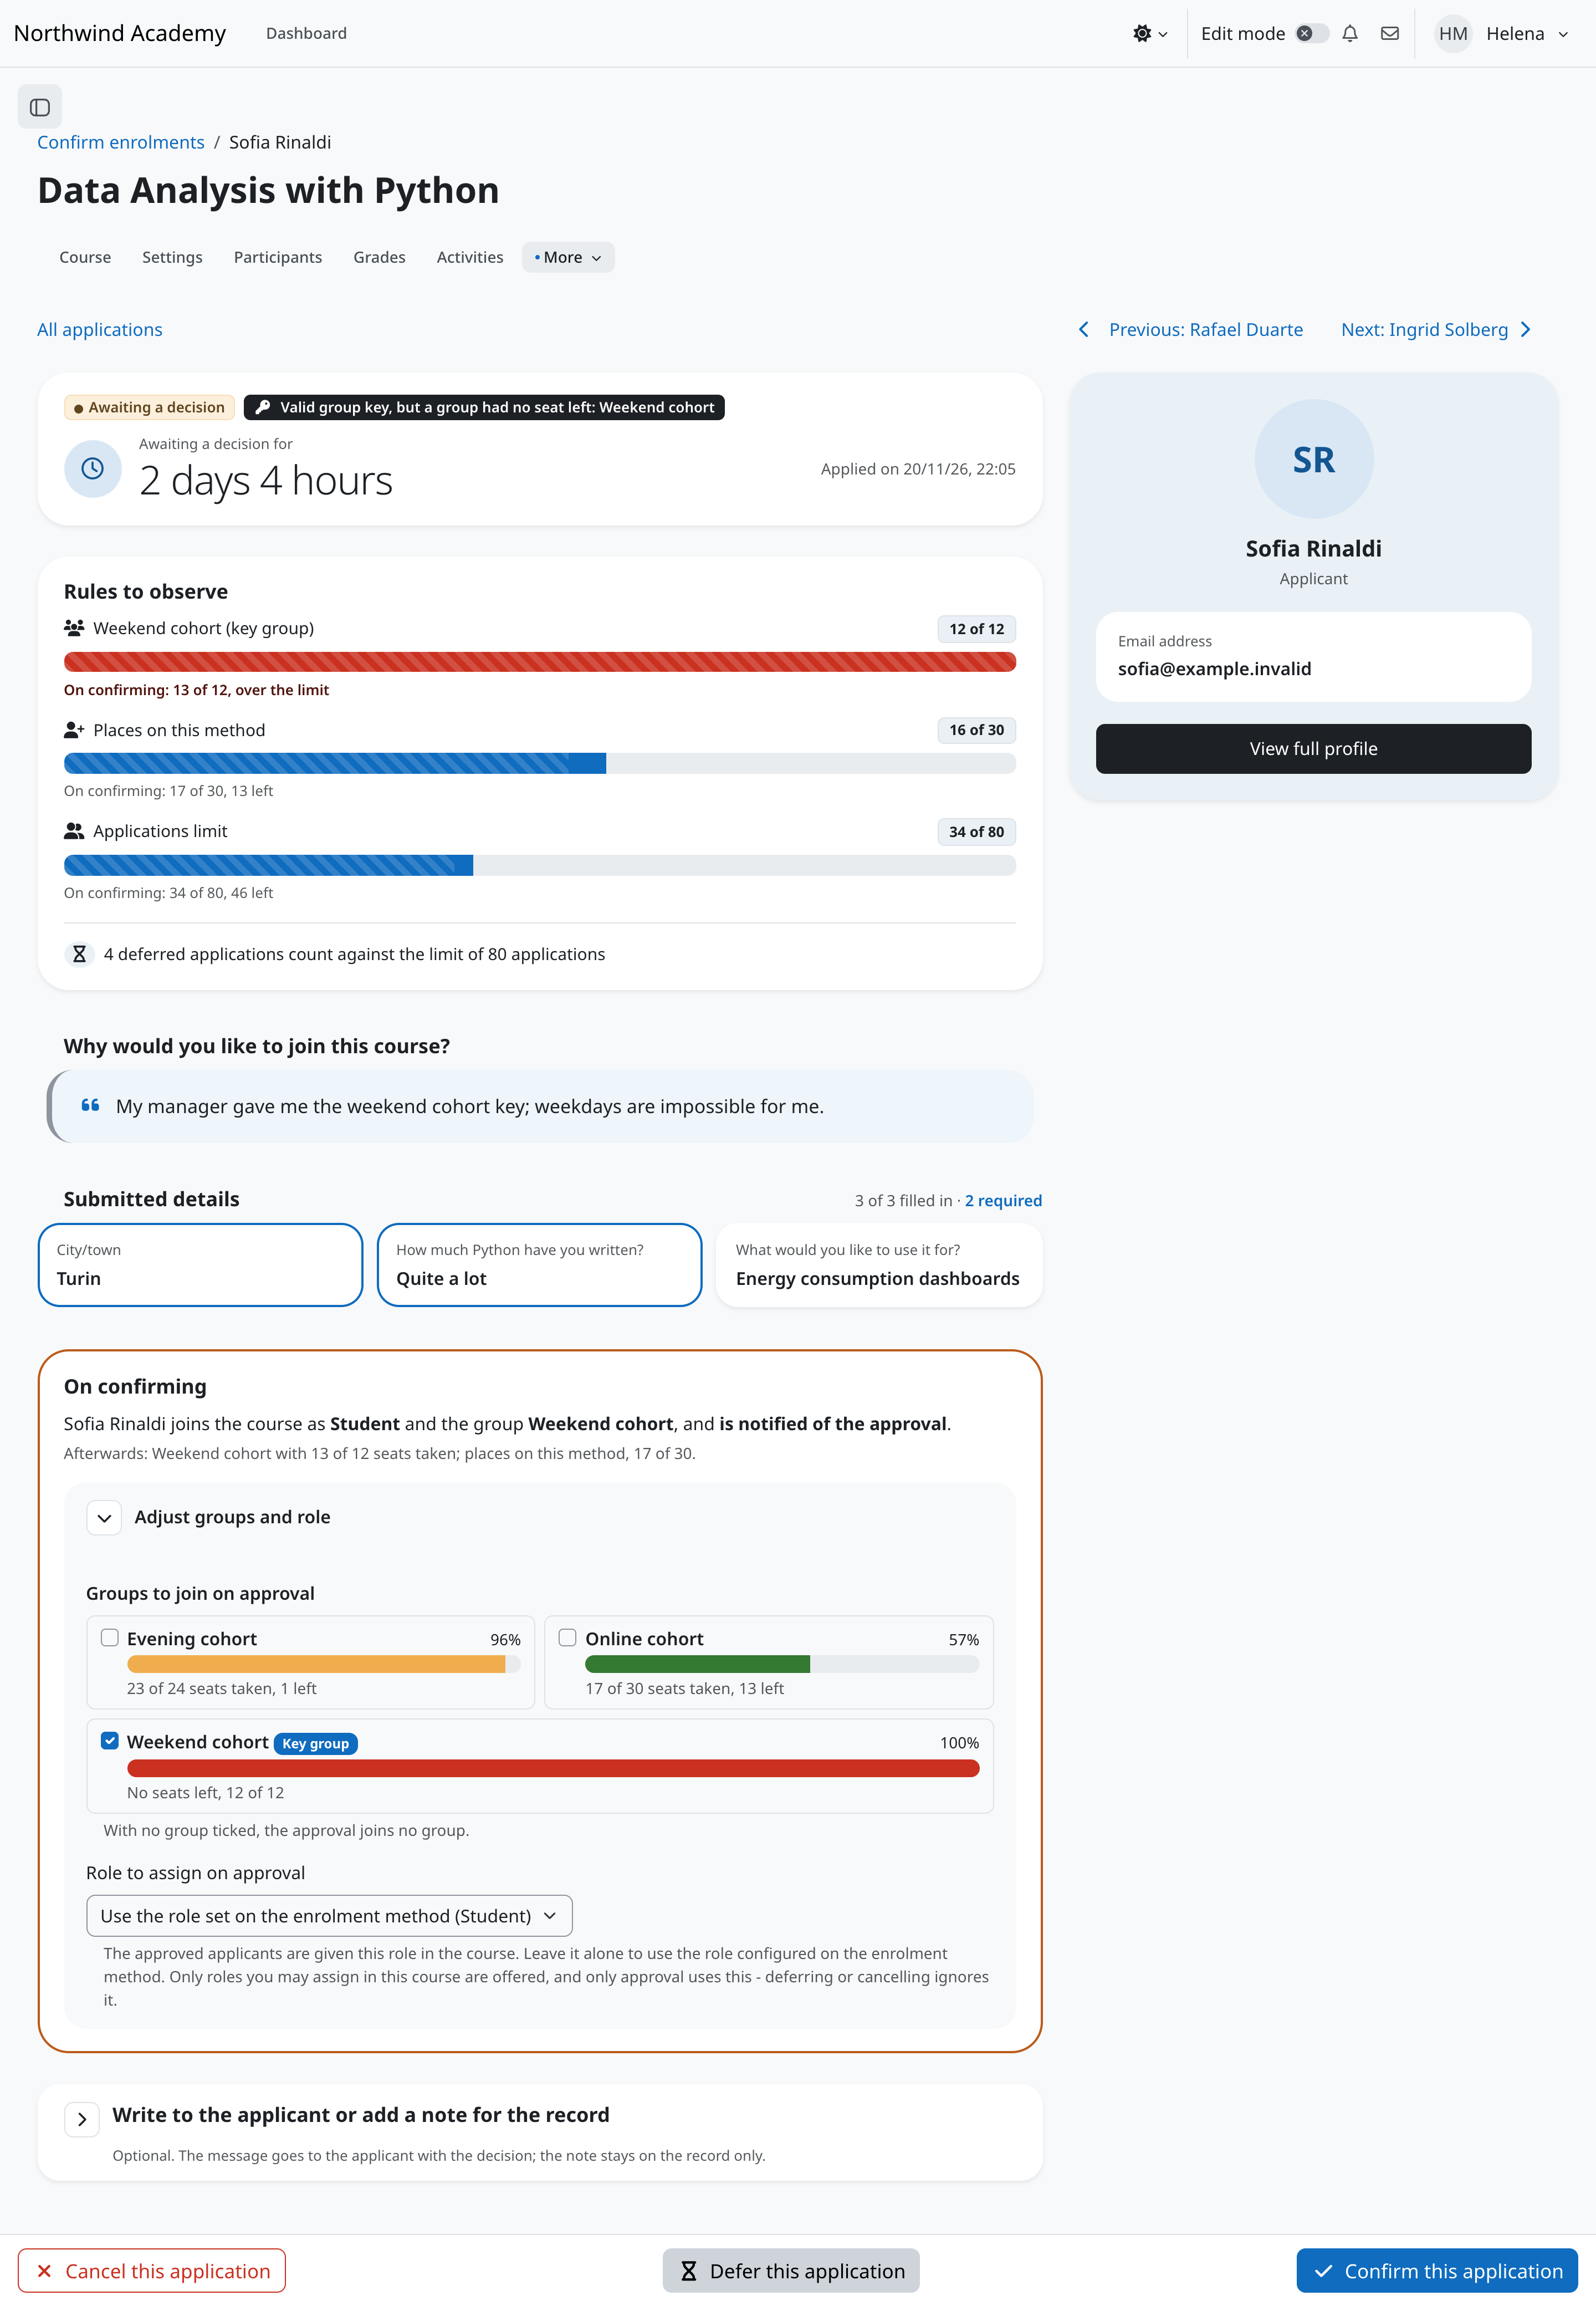 Northwind Academy
Dashboard
Edit mode
HM
Helena
Confirm enrolments / Sofia Rinaldi
Data Analysis with Python
Course
Settings
Participants
Grades
Activities
More
All applications
Previous: Rafael Duarte
Next: Ingrid Solberg
Awaiting a decision
Valid group key, but a group had no seat left: Weekend cohort
Awaiting a decision for
2 days 4 hours
Applied on 20/11/26, 22:05
SR
Sofia Rinaldi
Applicant
Email address
sofia@example.invalid
View full profile
Rules to observe
Weekend cohort (key group)
12 of 12
On confirming: 13 of 12, over the limit
Places on this method
16 of 30
On confirming: 17 of 30, 13 left
Applications limit
34 of 80
On confirming: 34 of 80, 46 left
4 deferred applications count against the limit of 80 applications
Why would you like to join this course?
My manager gave me the weekend cohort key; weekdays are impossible for me.
Submitted details
3 of 3 filled in · 2 required
City/town
Turin
How much Python have you written?
Quite a lot
What would you like to use it for?
Energy consumption dashboards
On confirming
Sofia Rinaldi joins the course as Student and the group Weekend cohort, and is notified of the approval.
Afterwards: Weekend cohort with 13 of 12 seats taken; places on this method, 17 of 30.
Adjust groups and role
Groups to join on approval
Evening cohort
96%
23 of 24 seats taken, 1 left
Online cohort
57%
17 of 30 seats taken, 13 left
Weekend cohort
Key group
100%
No seats left, 12 of 12
With no group ticked, the approval joins no group.
Role to assign on approval
Use the role set on the enrolment method (Student)
The approved applicants are given this role in the course. Leave it alone to use the role configured on the enrolment
method. Only roles you may assign in this course are offered, and only approval uses this - deferring or cancelling ignores
it.
Write to the applicant or add a note for the record
Optional. The message goes to the applicant with the decision; the note stays on the record only.
Cancel this application
Defer this application
Confirm this application